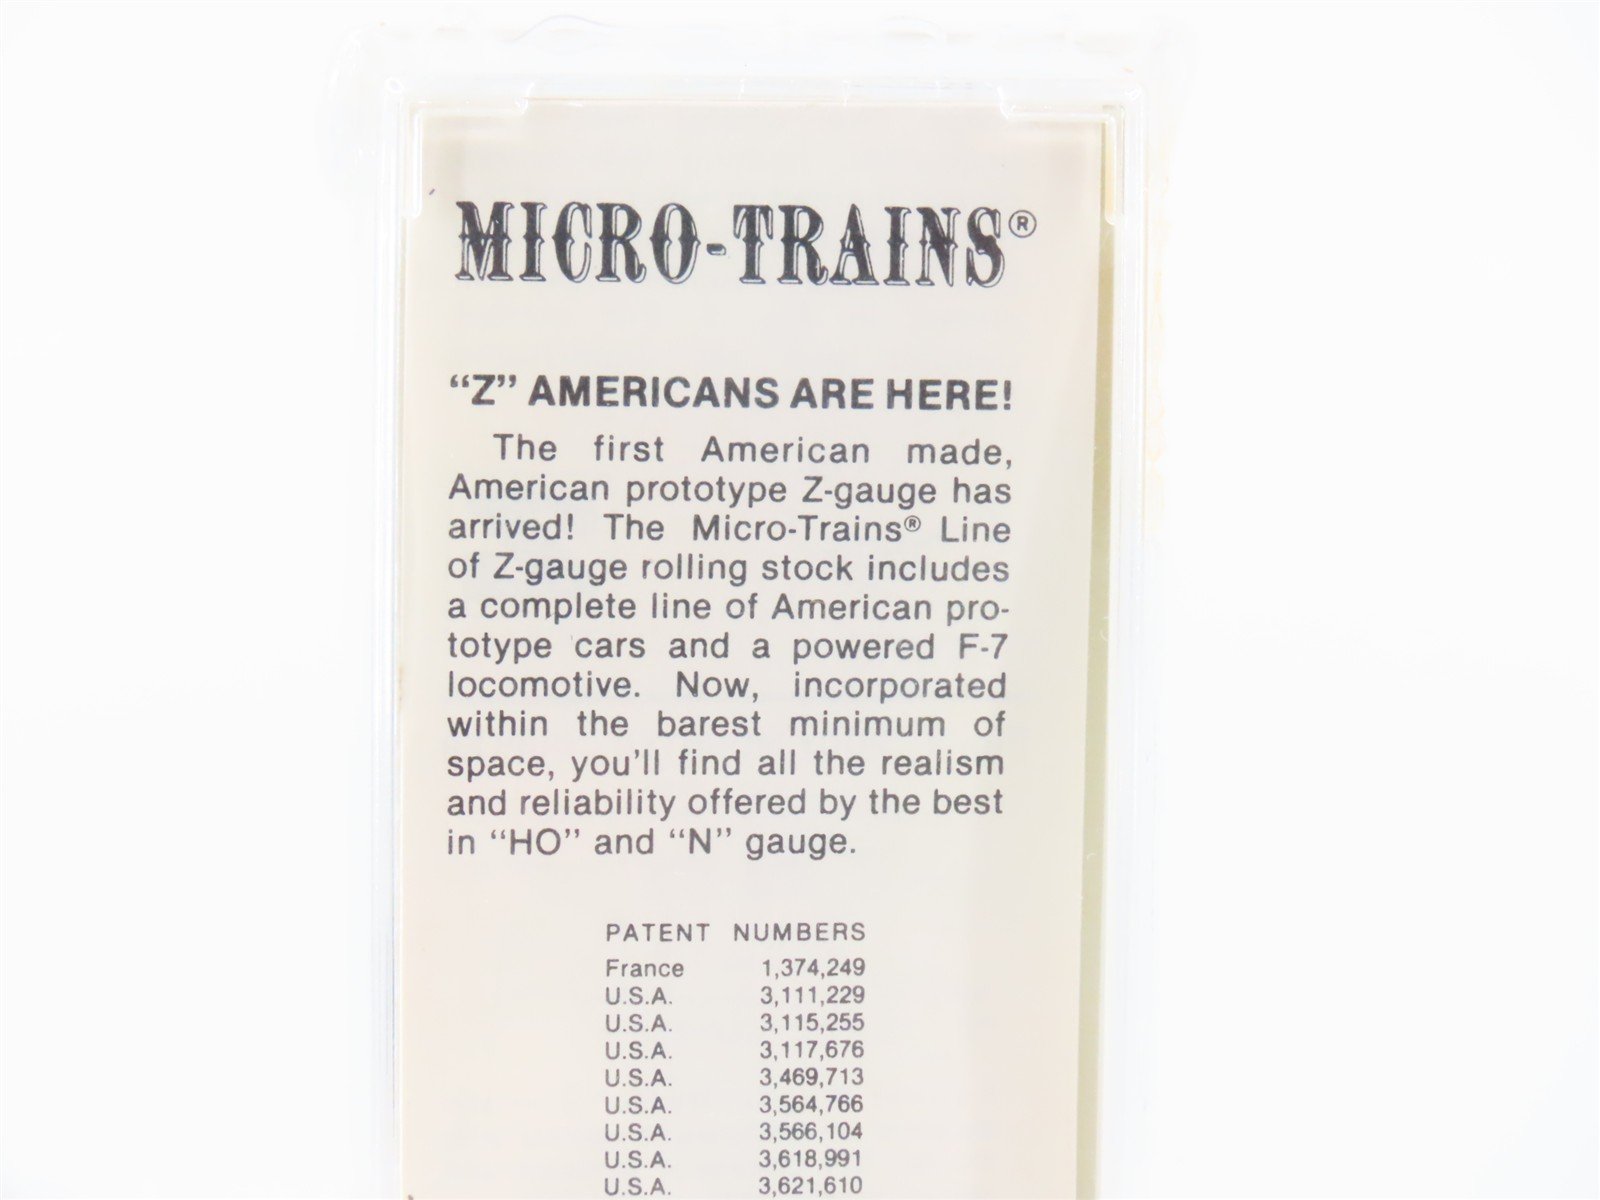 MICRO-TRAINS®
“Z” AMERICANS ARE HERE!
The first American made,
American prototype Z-gauge has
arrived! The Micro-Trains® Line
of Z-gauge rolling stock includes
a complete line of American pro-
totype cars and a powered F-7
locomotive. Now, incorporated
within the barest minimum of
space, you'll find all the realism
and reliability offered by the best
in “HO” and “N” gauge.
PATENT NUMBERS
France 1,374,249
U.S.A. 3,111,229
U.S.A. 3,115,255
U.S.A. 3,117,676
U.S.A. 3,469,713
U.S.A. 3,564,766
U.S.A. 3,566,104
U.S.A. 3,618,991
U.S.A. 3,621,610